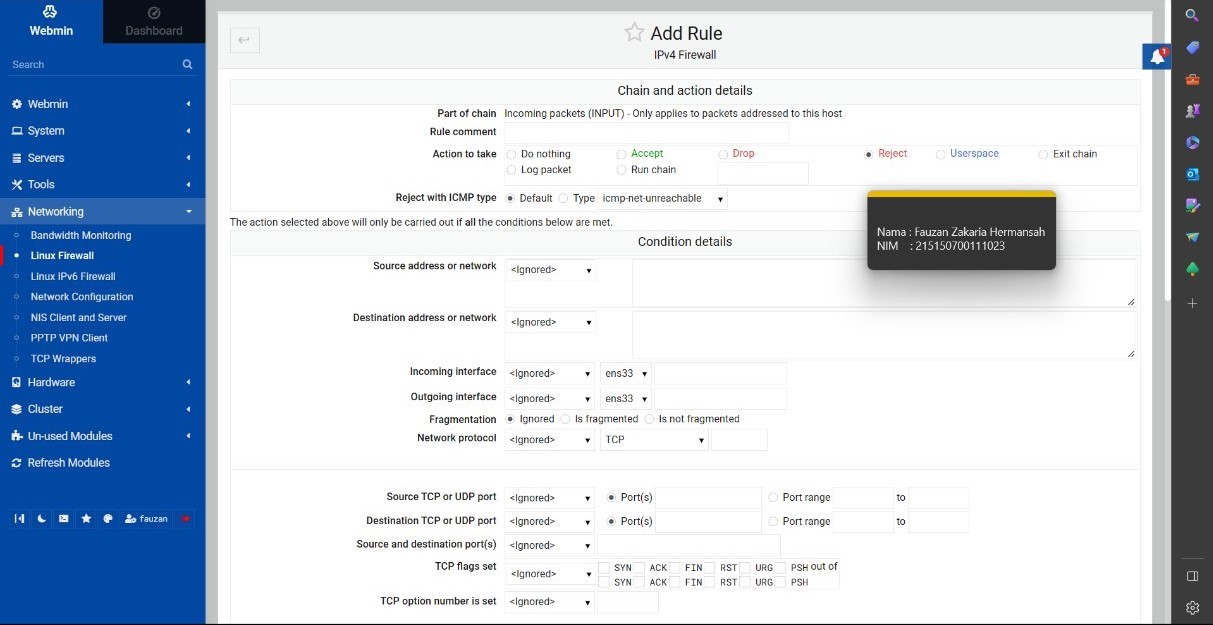 Webmin
Dashboard
Search
Webmin
System
Servers
Tools
Networking
Bandwidth Monitoring
Linux Firewall
Linux IPv6 Firewall
Network Configuration
NIS Client and Server
PPTP VPN Client
TCP Wrappers
Hardware
Cluster
Un-used Modules
Refresh Modules
fauzan
Add Rule
IPv4 Firewall
1
Chain and action details
Part of chain Incoming packets (INPUT) - Only applies to packets addressed to this host
Rule comment
Action to take Do nothing Accept Drop Reject Userspace Exit chain
Log packet Run chain
Reject with ICMP type Default Type icmp-net-unreachable
The action selected above will only be carried out if all the conditions below are met.
Nama : Fauzan Zakaria Hermansah
NIM : 215150700111023
Condition details
Source address or network <Ignored>
Destination address or network <Ignored>
Incoming interface <Ignored> ens33
Outgoing interface <Ignored> ens33
Fragmentation Ignored Is fragmented Is not fragmented
Network protocol <Ignored> TCP
Source TCP or UDP port <Ignored> Port(s) Port range to
Destination TCP or UDP port <Ignored> Port(s) Port range to
Source and destination port(s) <Ignored>
TCP flags set <Ignored> SYN ACK FIN RST URG PSH out of
SYN ACK FIN RST URG PSH
TCP option number is set <Ignored>